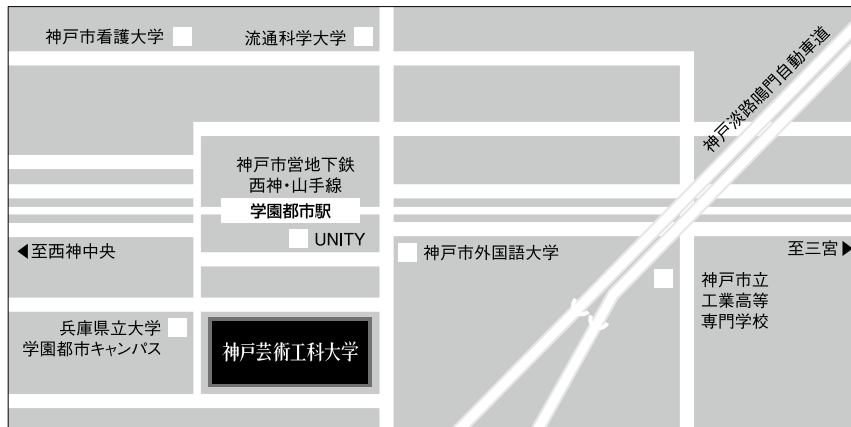 神戸市看護大学
流通科学大学
神戸淡路鳴門自動車道
神戸市営地下鉄
西神・山手線
学園都市駅
UNITY
◀至西神中央
神戸市外国語大学
至三宮▶
神戸市立
工業高等
専門学校
兵庫県立大学
学園都市キャンパス
神戸芸術工科大学